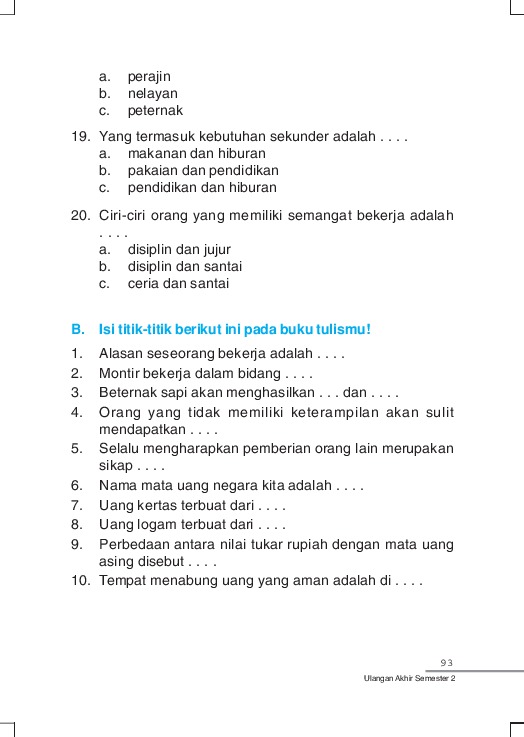 a. perajin
b. nelayan
c. peternak
19. Yang termasuk kebutuhan sekunder adalah . . . .
a. makanan dan hiburan
b. pakaian dan pendidikan
c. pendidikan dan hiburan
20. Ciri-ciri orang yang memiliki semangat bekerja adalah
. . . .
a. disiplin dan jujur
b. disiplin dan santai
c. ceria dan santai
B. Isi titik-titik berikut ini pada buku tulismu!
1. Alasan seseorang bekerja adalah . . . .
2. Montir bekerja dalam bidang . . . .
3. Beternak sapi akan menghasilkan . . . dan . . . .
4. Orang yang tidak memiliki keterampilan akan sulit
mendapatkan . . . .
5. Selalu mengharapkan pemberian orang lain merupakan
sikap . . . .
6. Nama mata uang negara kita adalah . . . .
7. Uang kertas terbuat dari . . . .
8. Uang logam terbuat dari . . . .
9. Perbedaan antara nilai tukar rupiah dengan mata uang
asing disebut . . . .
10. Tempat menabung uang yang aman adalah di . . . .
93
Ulangan Akhir Semester 2